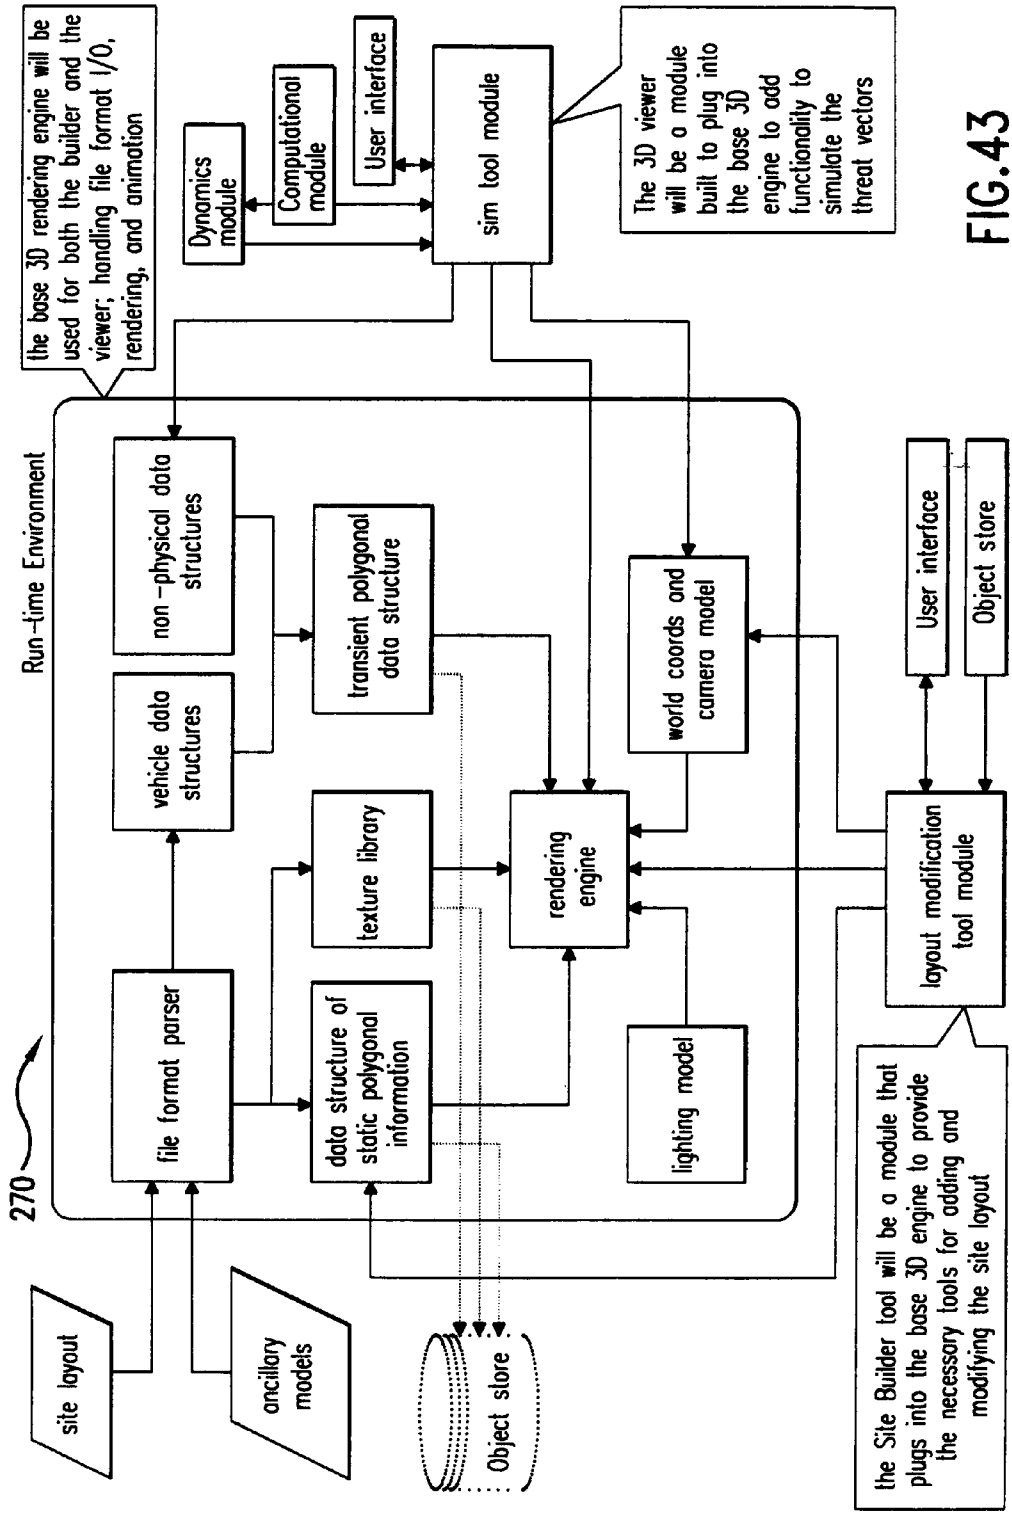 270
Run-time Environment
the base 3D rendering engine will be
used for both the builder and the
viewer; handling file format I/O,
rendering, and animation
site layout
ancillary
models
file format parser
vehicle data
structures
non-physical data
structures
Dynamics
module
Computational
module
User interface
data structure of
static polygonal
information
texture library
transient polygonal
data structure
sim tool module
Object store
rendering
engine
lighting model
world coords and
camera model
The 3D viewer
will be a module
built to plug into
the base 3D
engine to add
functionality to
simulate the
threat vectors
the Site Builder tool will be a module that
plugs into the base 3D engine to provide
the necessary tools for adding and
modifying the site layout
layout modification
tool module
User interface
Object store
FIG.43